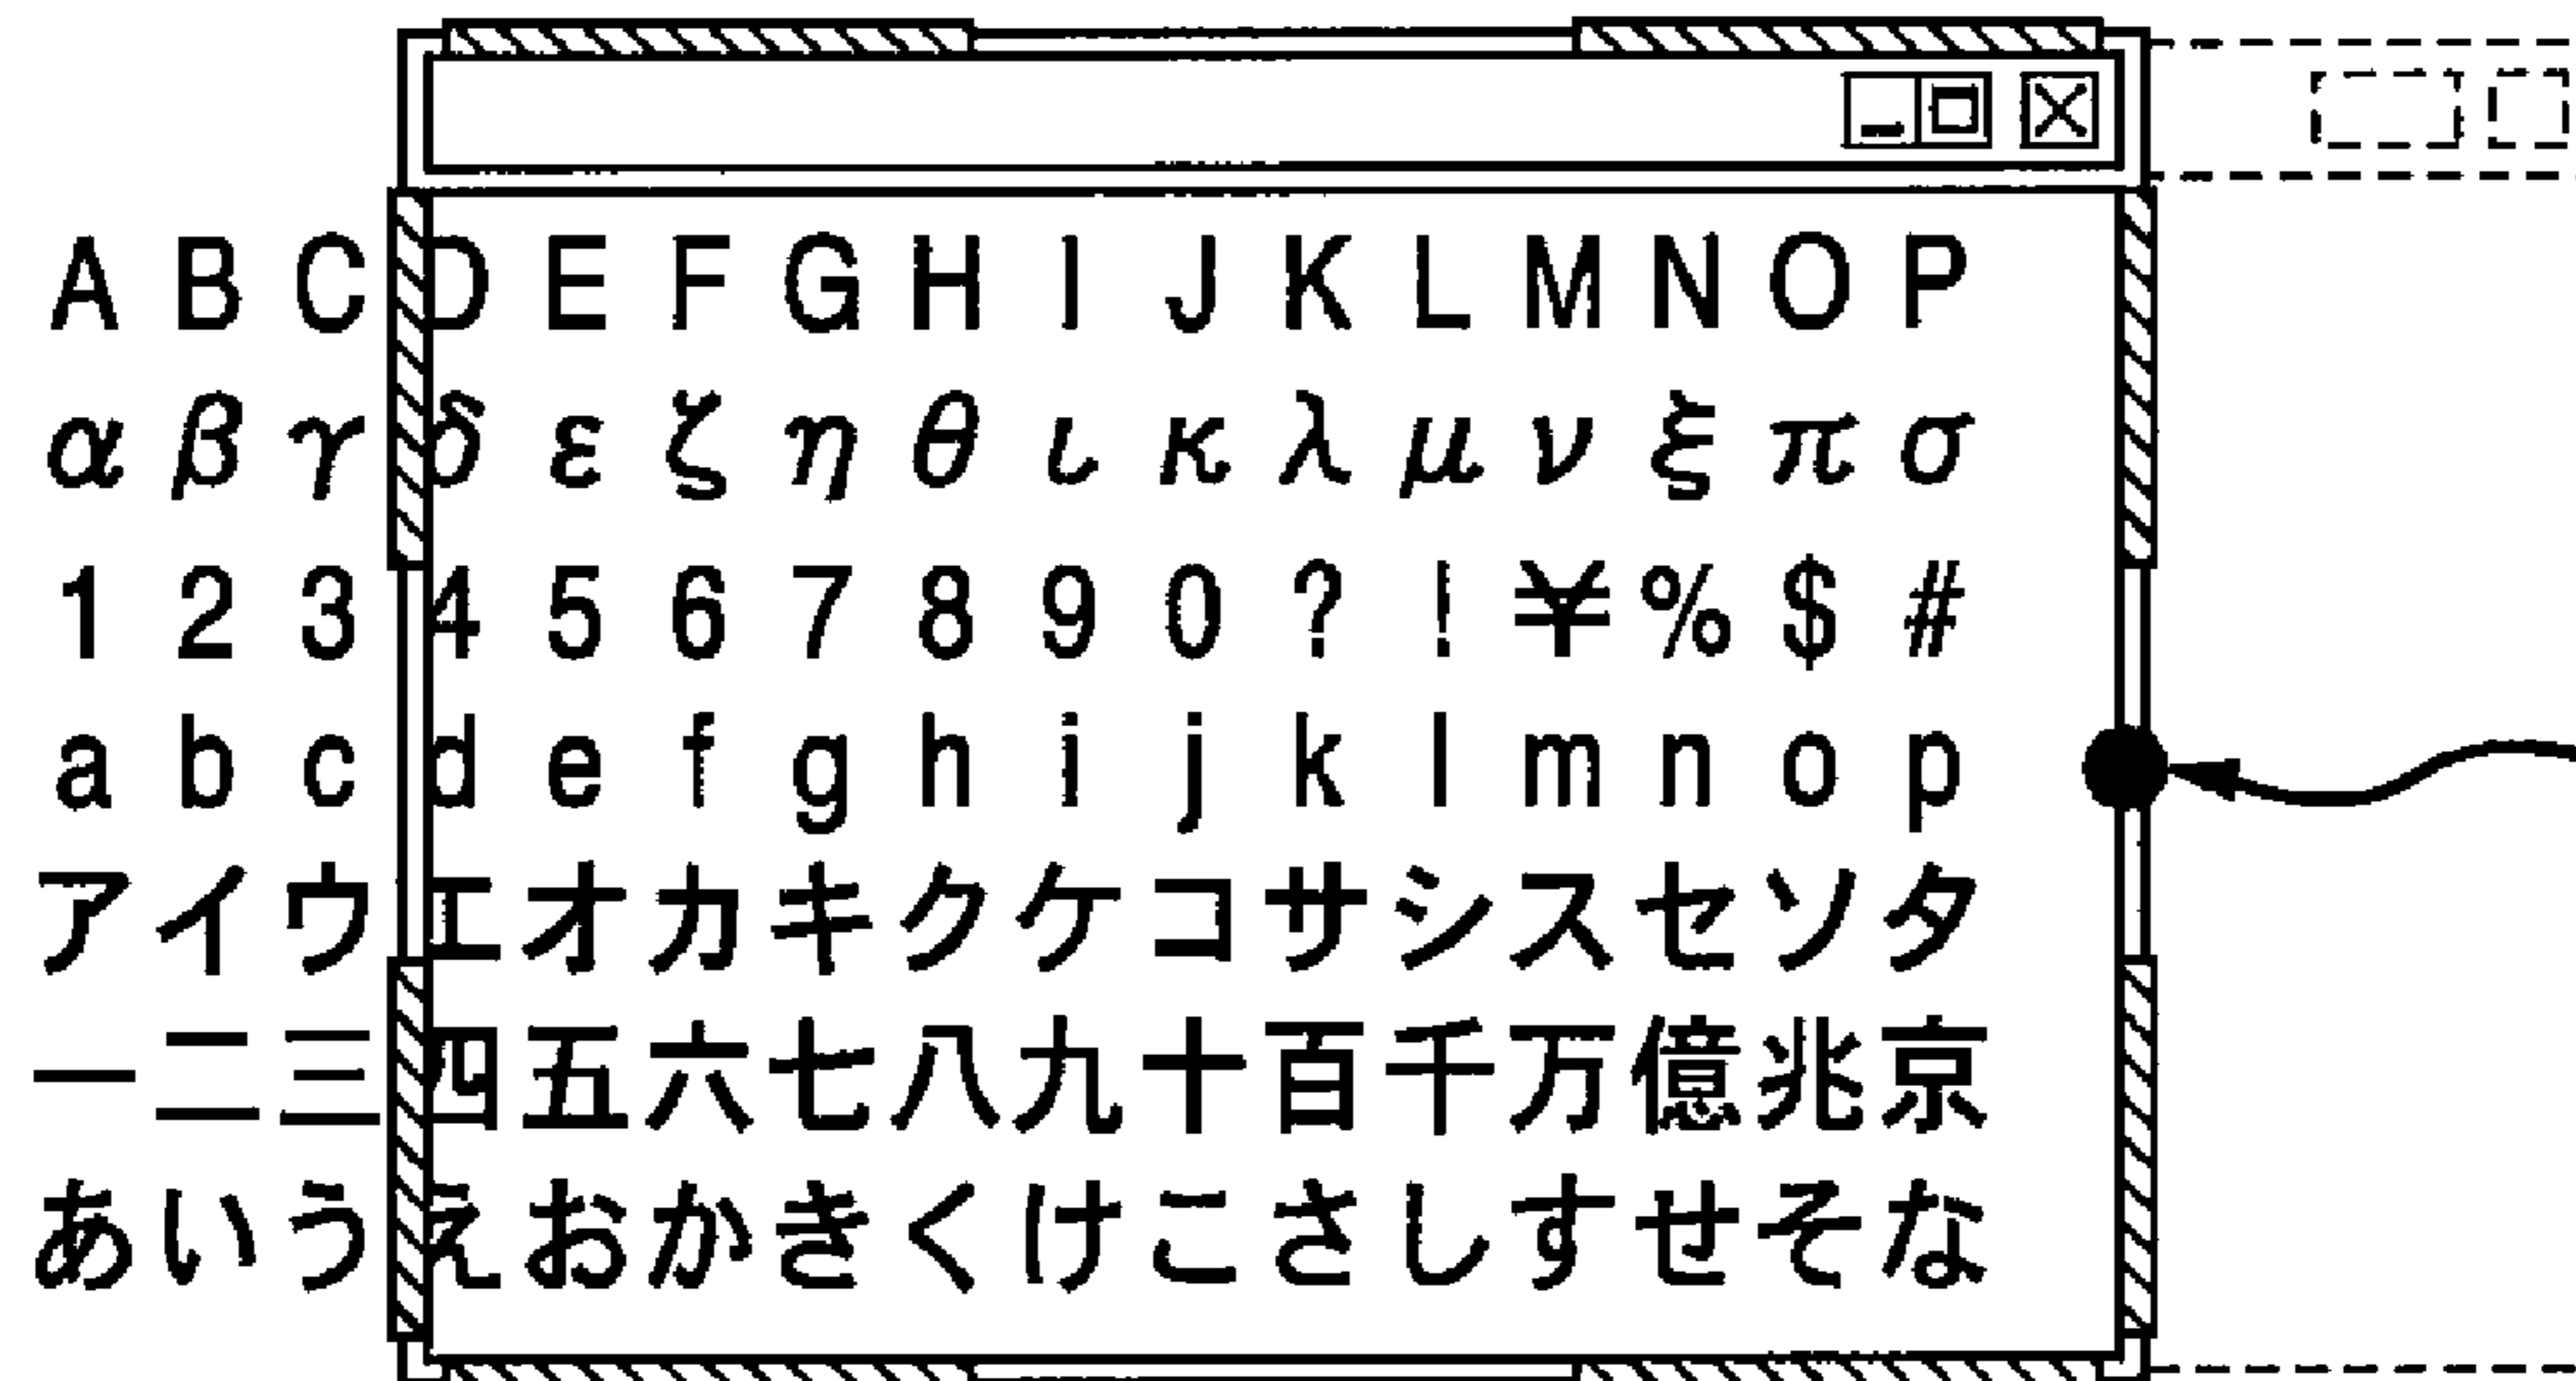 A B C D E F G H I J K L M N O P
α β γ δ ε ζ η θ ι κ λ μ ν ξ π σ
1 2 3 4 5 6 7 8 9 0 ? ! ¥ % $ #
a b c d e f g h i j k l m n o p
ア イ ウ エ オ カ キ ク ケ コ サ シ ス セ ソ タ
一 二 三 四 五 六 七 八 九 十 百 千 万 億 兆 京
あ い う え お か き く け こ さ し す せ そ な